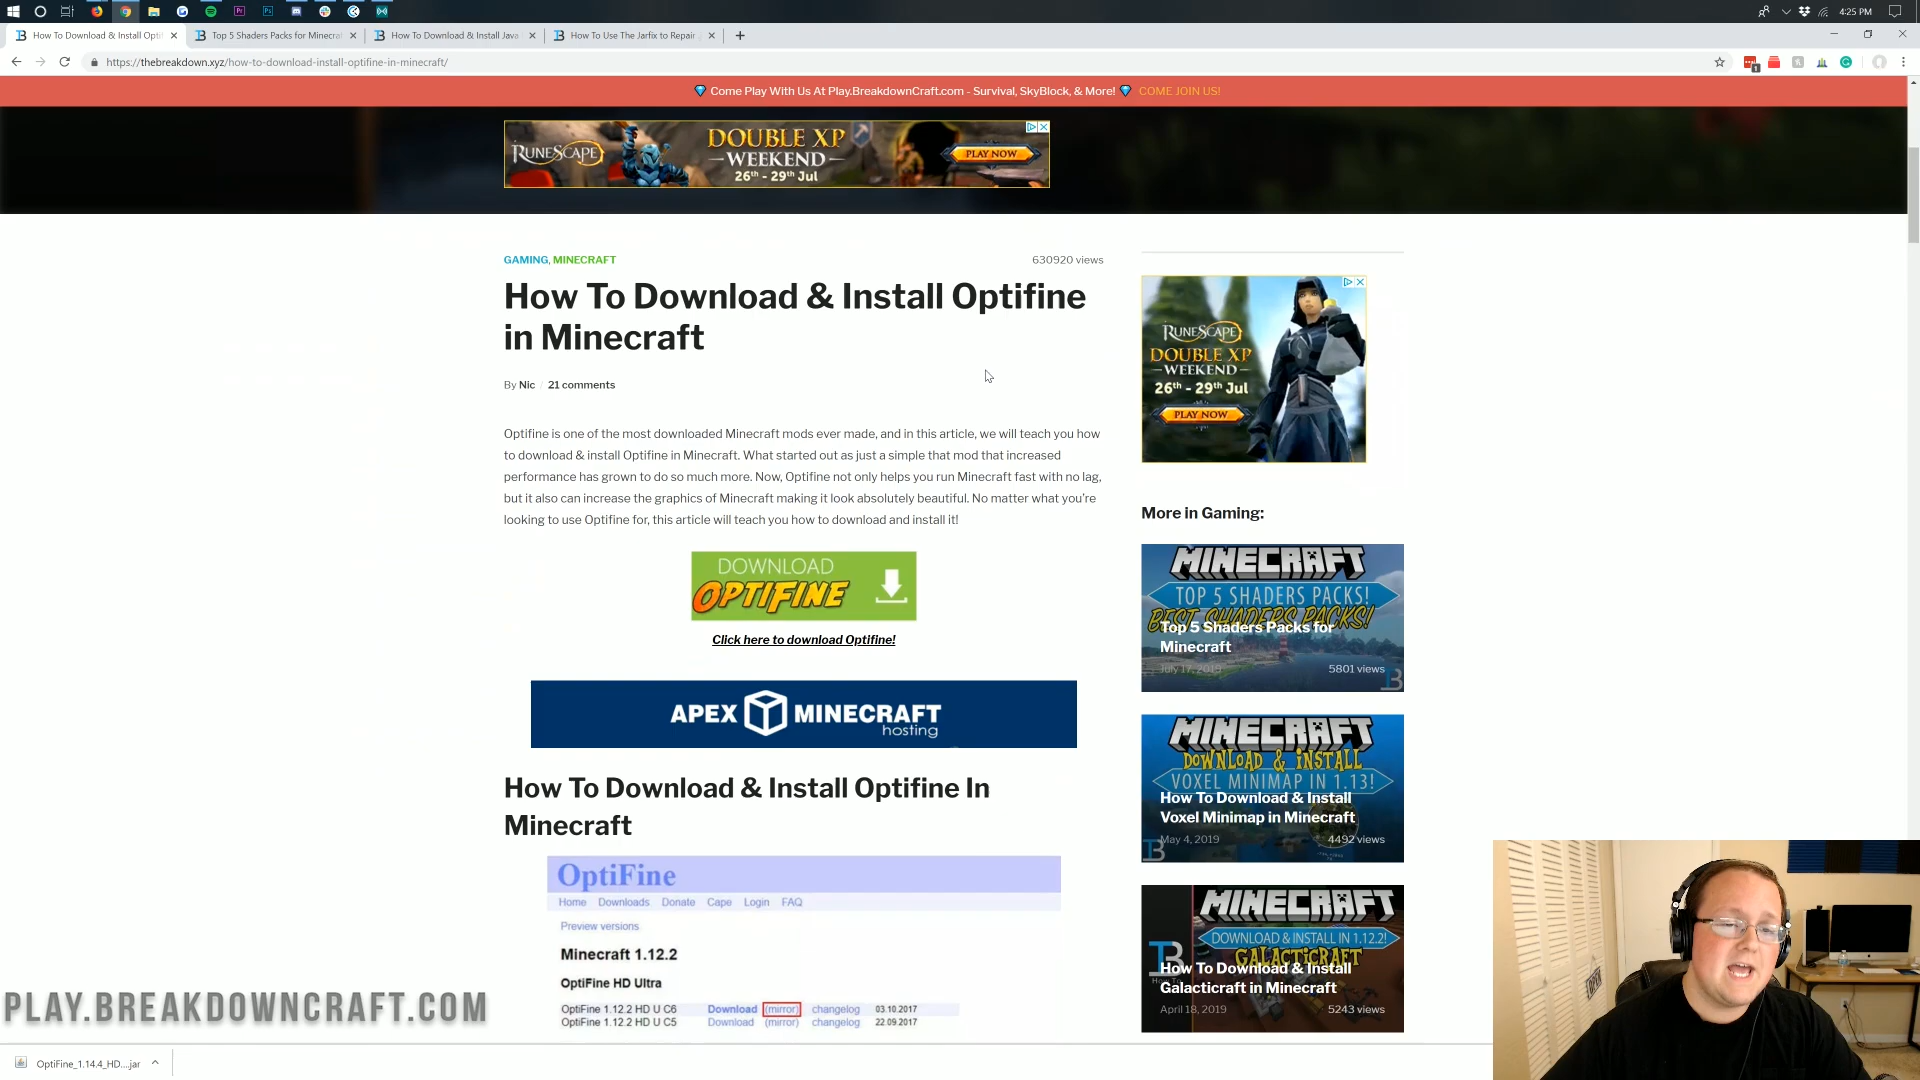 4:25 PM
How To Download & Install Opti
Top 5 Shaders Packs for Minecra
How To Download & Install Java
How To Use The Jarfix to Repair
https://thebreakdown.xyz/how-to-download-install-optifine-in-minecraft/
Come Play With Us At Play.BreakdownCraft.com - Survival, SkyBlock, & More! COME JOIN US!
RUNESCAPE
DOUBLE XP
WEEKEND
26th - 29th Jul
PLAY NOW
GAMING, MINECRAFT
630920 views
How To Download & Install Optifine
in Minecraft
By Nic / 21 comments
Optifine is one of the most downloaded Minecraft mods ever made, and in this article, we will teach you how
to download & install Optifine in Minecraft. What started out as just a simple that mod that increased
performance has grown to do so much more. Now, Optifine not only helps you run Minecraft fast with no lag,
but it also can increase the graphics of Minecraft making it look absolutely beautiful. No matter what you're
looking to use Optifine for, this article will teach you how to download and install it!
DOWNLOAD
OPTIFINE
Click here to download Optifine!
APEX MINECRAFT
hosting
How To Download & Install Optifine In
Minecraft
OptiFine
Home Downloads Donate Cape Login FAQ
Preview versions
Minecraft 1.12.2
OptiFine HD Ultra
OptiFine 1.12.2 HD U C6 Download (mirror) changelog 03.10.2017
OptiFine 1.12.2 HD U C5 Download (mirror) changelog 22.09.2017
RUNESCAPE
DOUBLE XP
WEEKEND
26th - 29th Jul
PLAY NOW
More in Gaming:
MINECRAFT
TOP 5 SHADERS PACKS!
BEST SHADERS PACKS!
Top 5 Shaders Packs for
Minecraft
July 17, 2019
5801 views
MINECRAFT
DOWNLOAD & INSTALL
VOXEL MINIMAP IN 1.13!
How To Download & Install
Voxel Minimap in Minecraft
May 4, 2019
4492 views
MINECRAFT
DOWNLOAD & INSTALL IN 1.12.2!
GALACTICRAFT
How To Download & Install
Galacticraft in Minecraft
April 18, 2019
5243 views
PLAY.BREAKDOWNCRAFT.COM
OptiFine_1.14.4_HD....jar